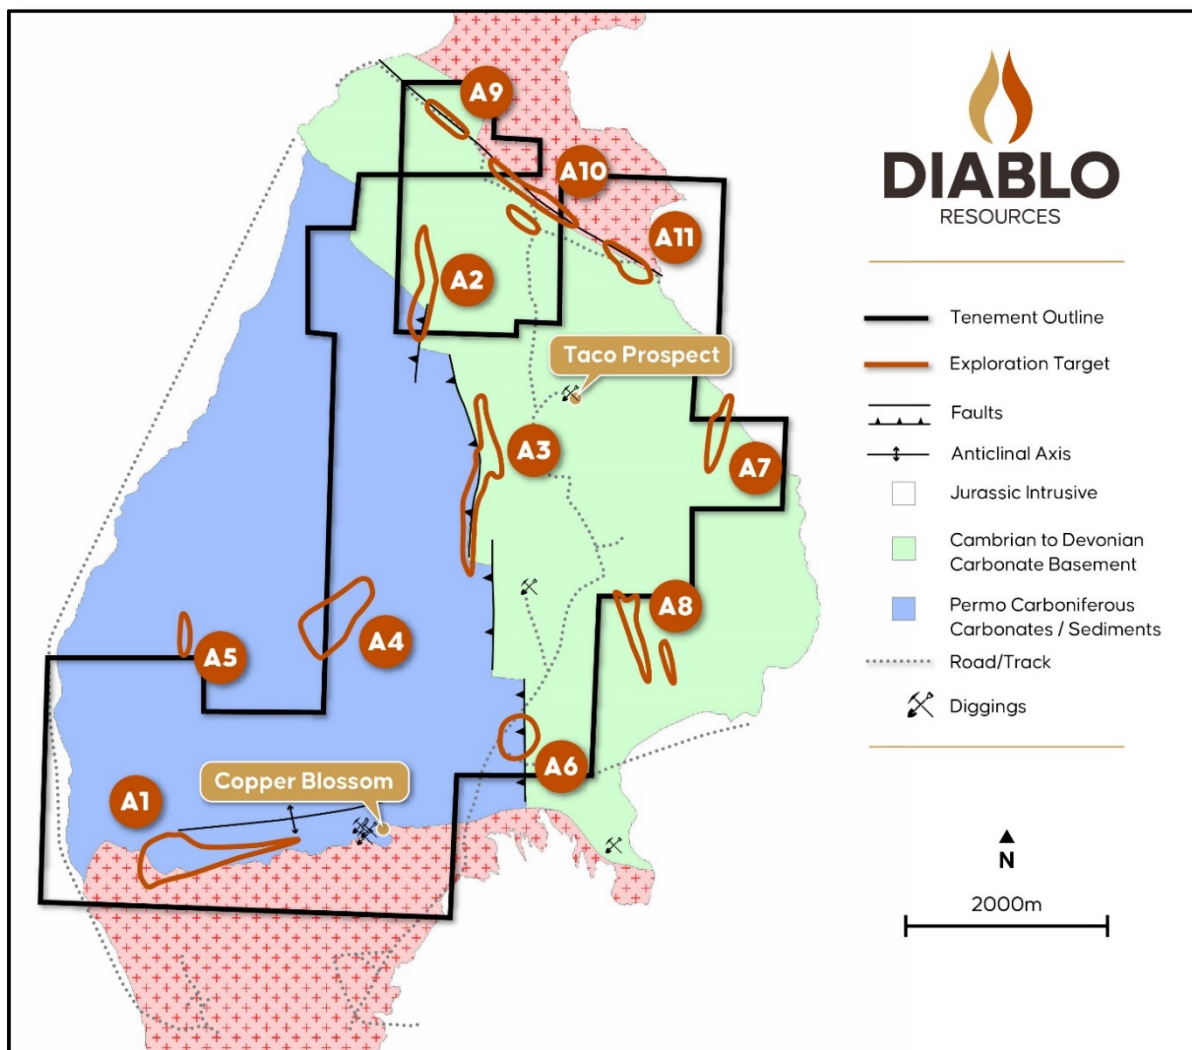 A9
A10
A11
A2
Taco Prospect
A3
A7
A8
A5
A4
A6
A1
Copper Blossom
DIABLO
RESOURCES
Tenement Outline
Exploration Target
Faults
Anticlinal Axis
Jurassic Intrusive
Cambrian to Devonian
Carbonate Basement
Permo Carboniferous
Carbonates / Sediments
Road/Track
Diggings
N
2000m